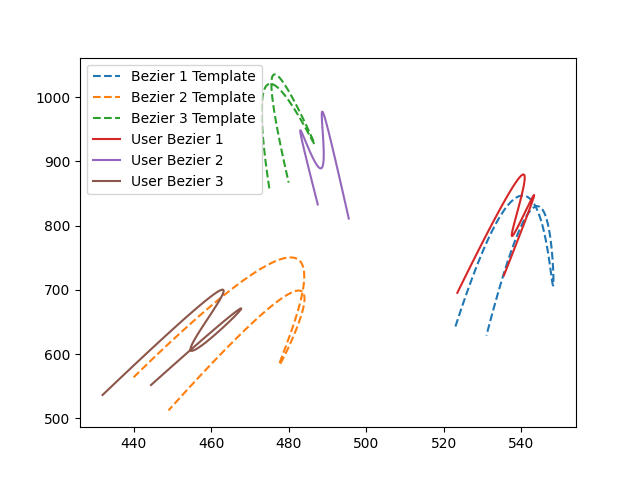 Bezier 1 Template
Bezier 2 Template
Bezier 3 Template
User Bezier 1
User Bezier 2
User Bezier 3
1000
900
800
700
600
500
440 460 480 500 520 540